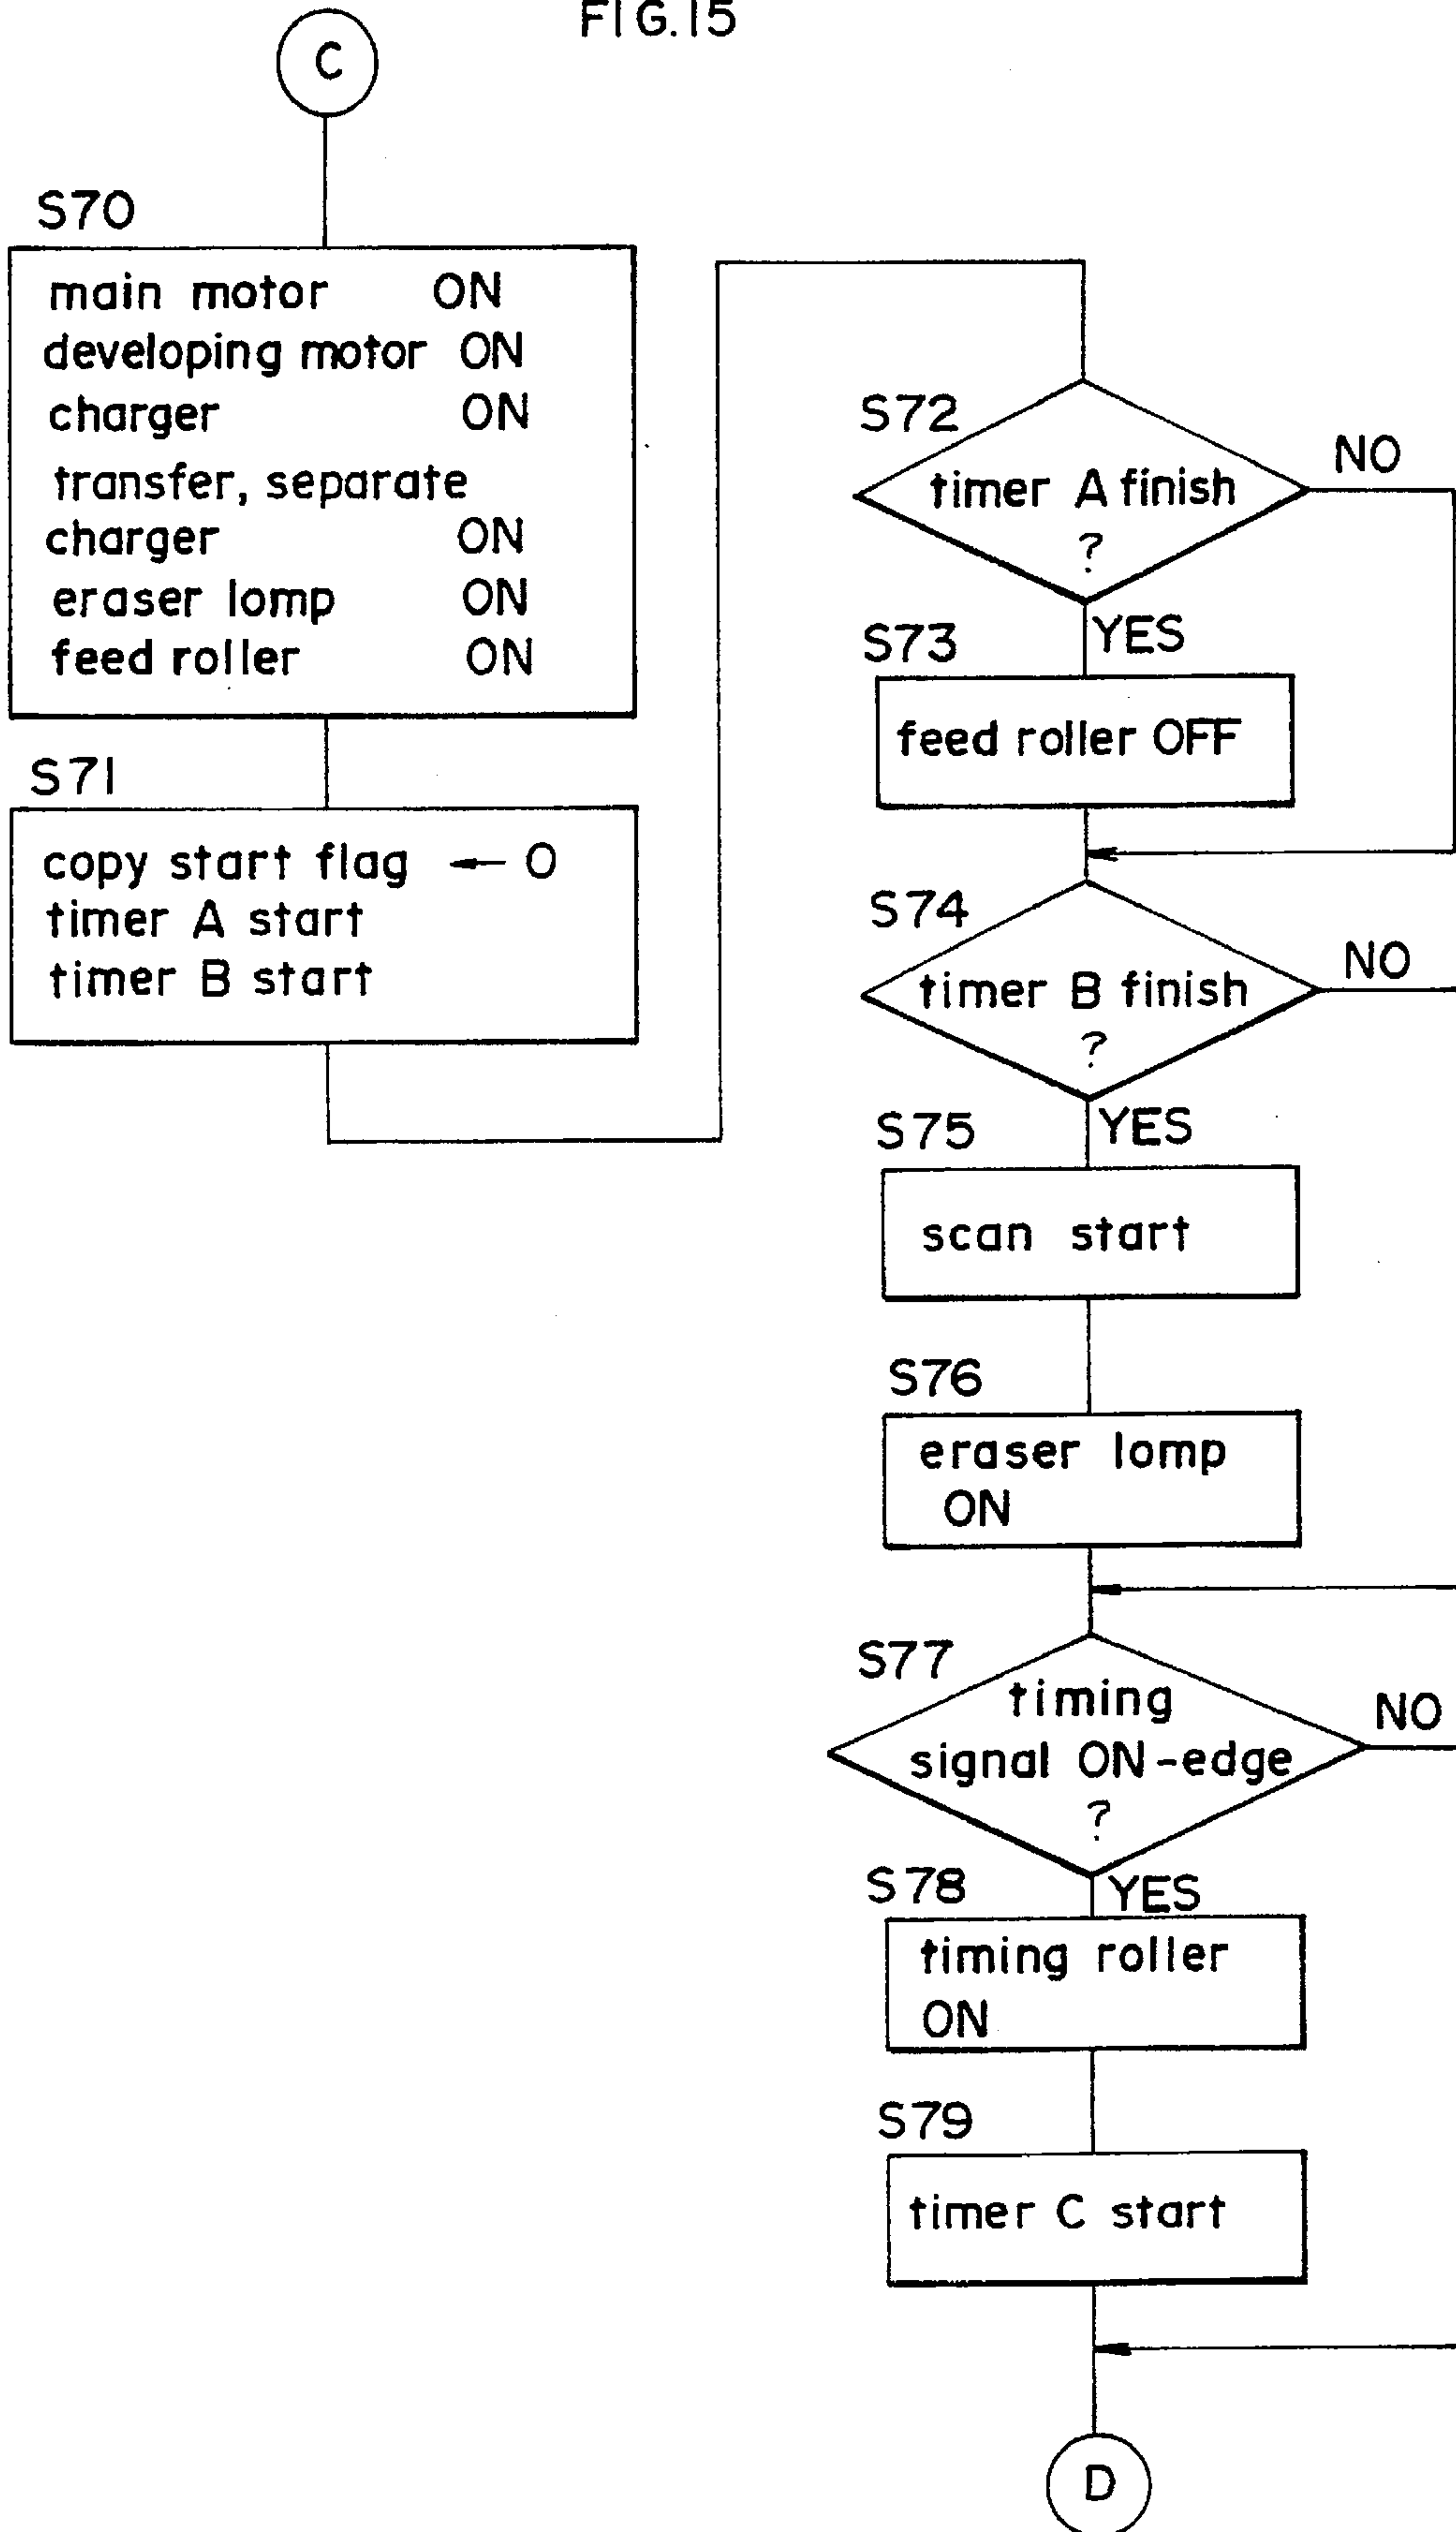 FIG.15
C
S70
main motor ON
developing motor ON
charger ON
transfer, separate
charger ON
eraser lomp ON
feed roller ON
S71
copy start flag ← 0
timer A start
timer B start
S72
timer A finish
?
NO
YES
S73
feed roller OFF
S74
timer B finish
?
NO
YES
S75
scan start
S76
eraser lomp
ON
S77
timing
signal ON-edge
?
NO
YES
S78
timing roller
ON
S79
timer C start
D